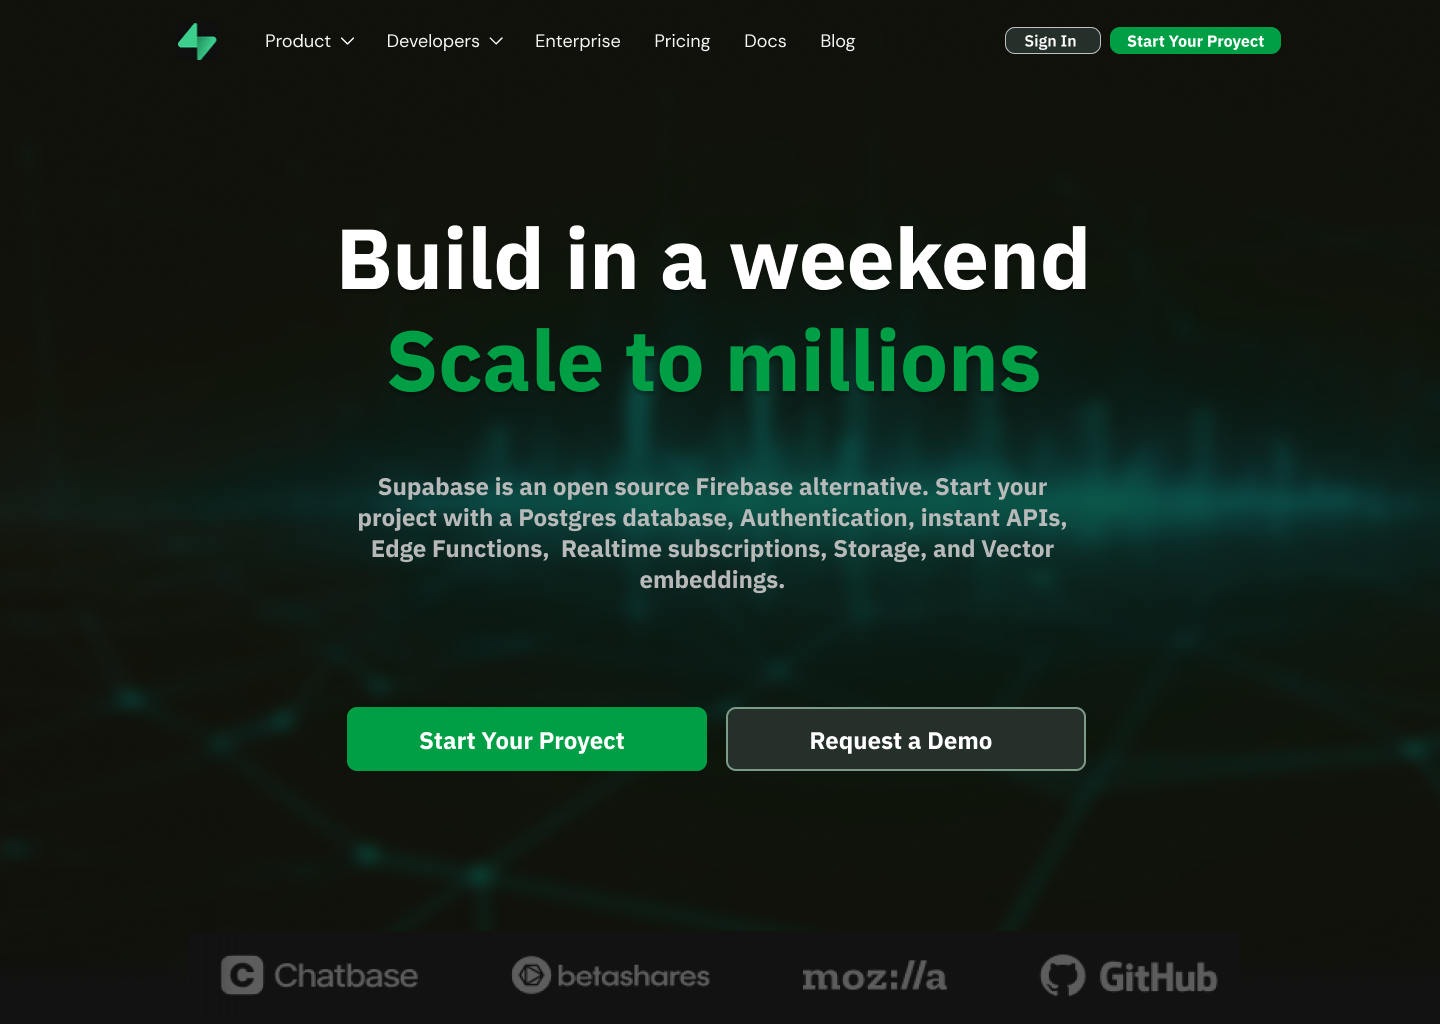 Product Developers Enterprise Pricing Docs Blog Sign In Start Your Proyect
Build in a weekend
Scale to millions
Supabase is an open source Firebase alternative. Start your
project with a Postgres database, Authentication, instant APIs,
Edge Functions,  Realtime subscriptions, Storage, and Vector
embeddings.
Start Your Proyect Request a Demo
Chatbase betashares moz://a GitHub